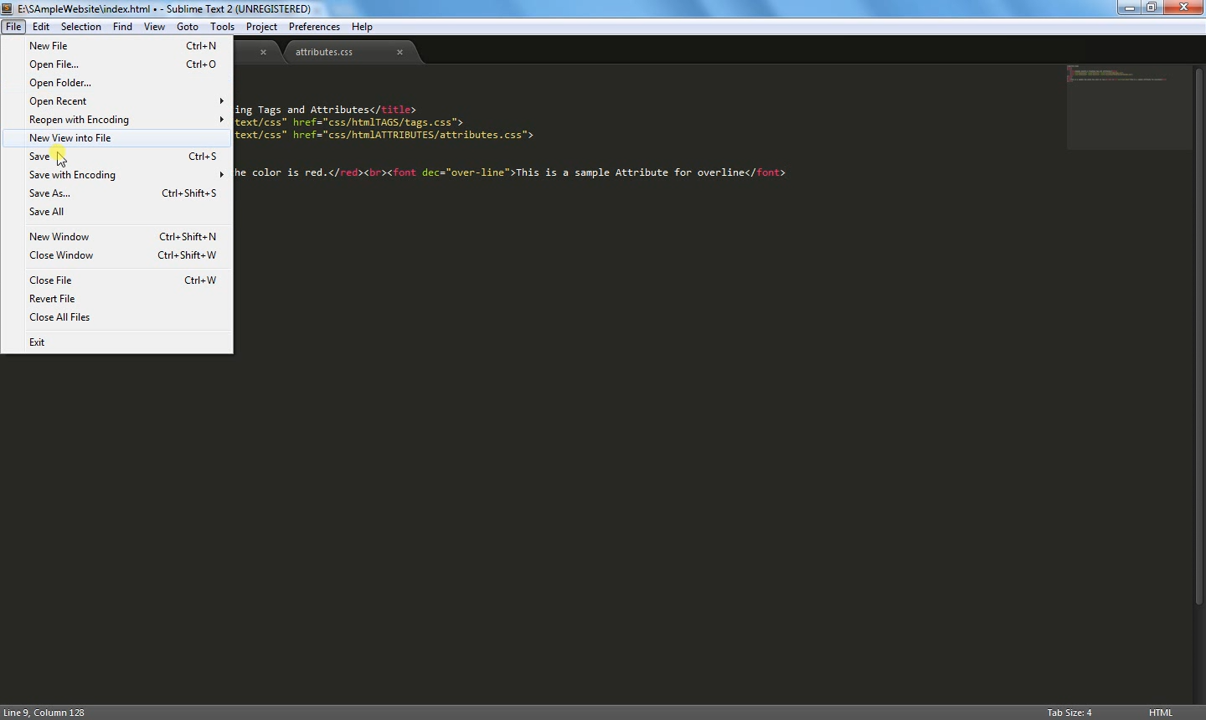 E:\SAmpleWebsite\index.html • - Sublime Text 2 (UNREGISTERED)
File Edit Selection Find View Goto Tools Project Preferences Help
attributes.css
New File Ctrl+N
Open File... Ctrl+O
Open Folder...
Open Recent
Reopen with Encoding
New View into File
Save Ctrl+S
Save with Encoding
Save As... Ctrl+Shift+S
Save All
New Window Ctrl+Shift+N
Close Window Ctrl+Shift+W
Close File Ctrl+W
Revert File
Close All Files
Exit
ing Tags and Attributes</title>
text/css" href="css/htmlTAGS/tags.css">
text/css" href="css/htmlATTRIBUTES/attributes.css">
he color is red.</red><br><font dec="over-line">This is a sample Attribute for overline</font>
Line 9, Column 128
Tab Size: 4
HTML